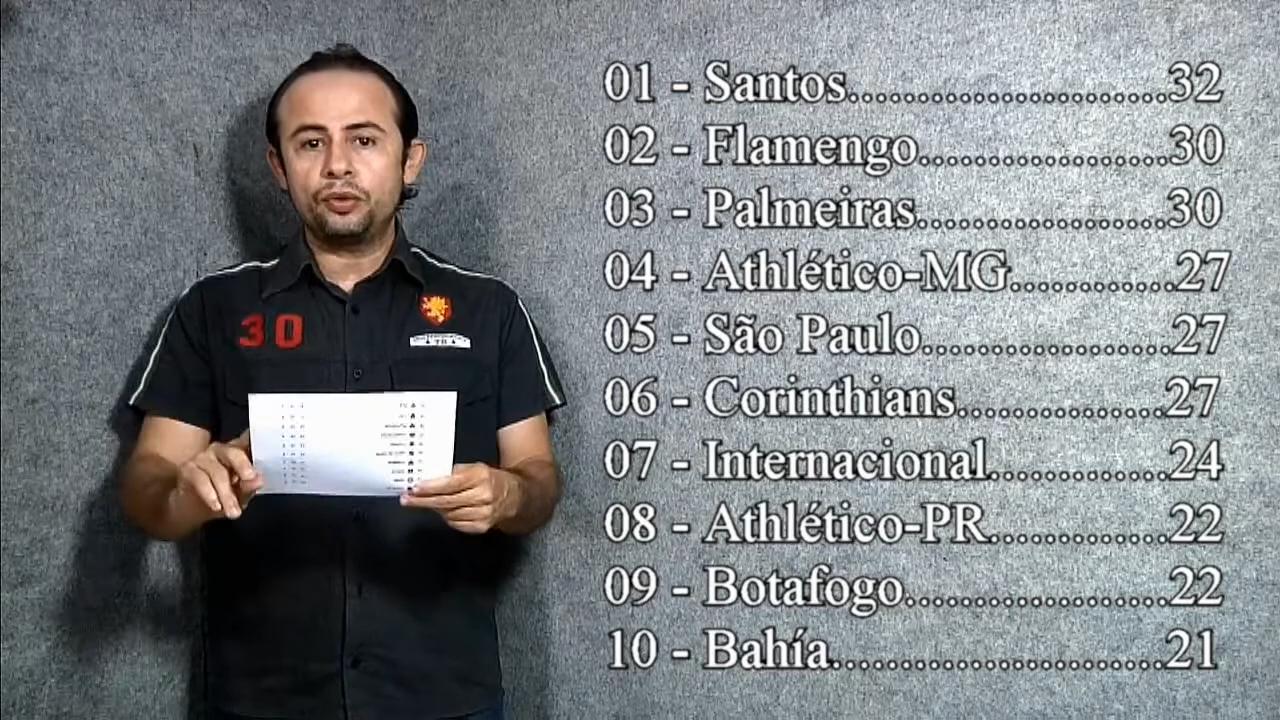 01 - Santos........................32
02 - Flamengo...................30
03 - Palmeiras...................30
04 - Athlético-MG............27
05 - São Paulo...................27
06 - Corinthians................27
07 - Internacional..............24
08 - Athlético-PR.............22
09 - Botafogo....................22
10 - Bahía.........................21
30